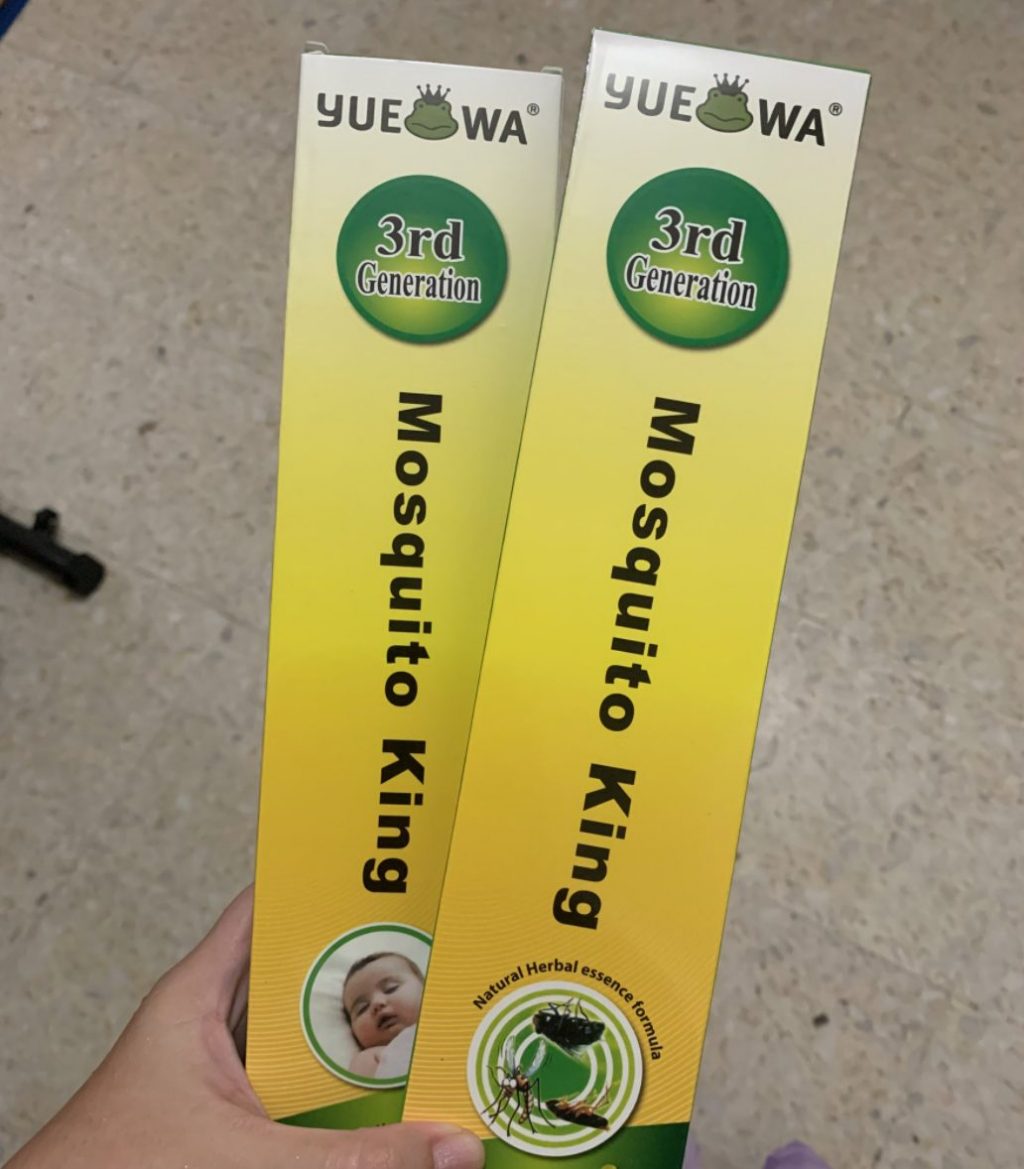 YUE WA®
3rd
Generation
Mosquito King
YUE WA®
3rd
Generation
Mosquito King
Natural Herbal essence formula